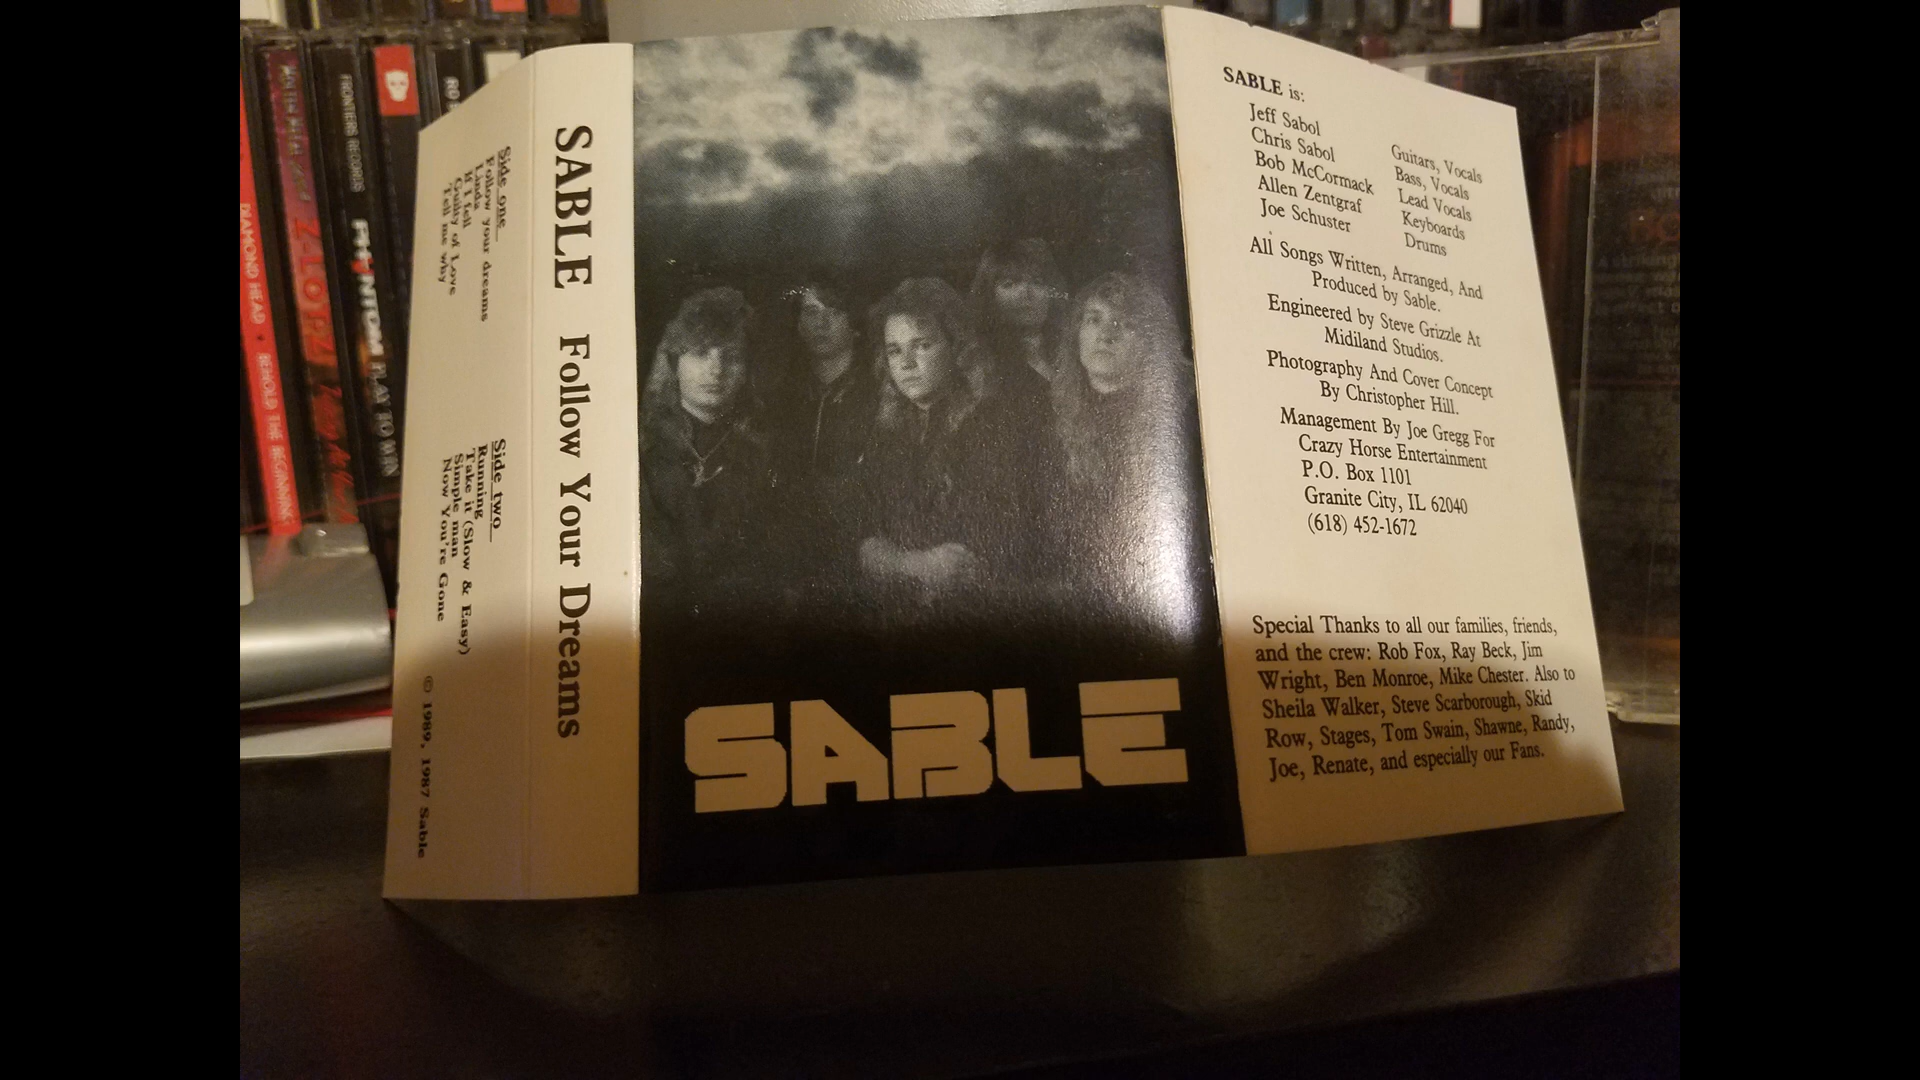 Side one
Follow your dreams
Linda
If I fell
Guilty of Love
Tell me why
Side two
Running
Take it (Slow & Easy)
Simple man
Now You're Gone
© 1989, 1987 Sable
SABLE Follow Your Dreams
SABLE
SABLE is:
Jeff Sabol Guitars, Vocals
Chris Sabol Bass, Vocals
Bob McCormack Lead Vocals
Allen Zentgraf Keyboards
Joe Schuster Drums
All Songs Written, Arranged, And
Produced by Sable.
Engineered by Steve Grizzle At
Midiland Studios.
Photography And Cover Concept
By Christopher Hill.
Management By Joe Gregg For
Crazy Horse Entertainment
P.O. Box 1101
Granite City, IL 62040
(618) 452-1672
Special Thanks to all our families, friends,
and the crew: Rob Fox, Ray Beck, Jim
Wright, Ben Monroe, Mike Chester. Also to
Sheila Walker, Steve Scarborough, Skid
Row, Stages, Tom Swain, Shawne, Randy,
Joe, Renate, and especially our Fans.
DIAMOND HEAD • BEHOLD THE BEGINNING
FRONTIERS RECORDS
PLAY TO WIN